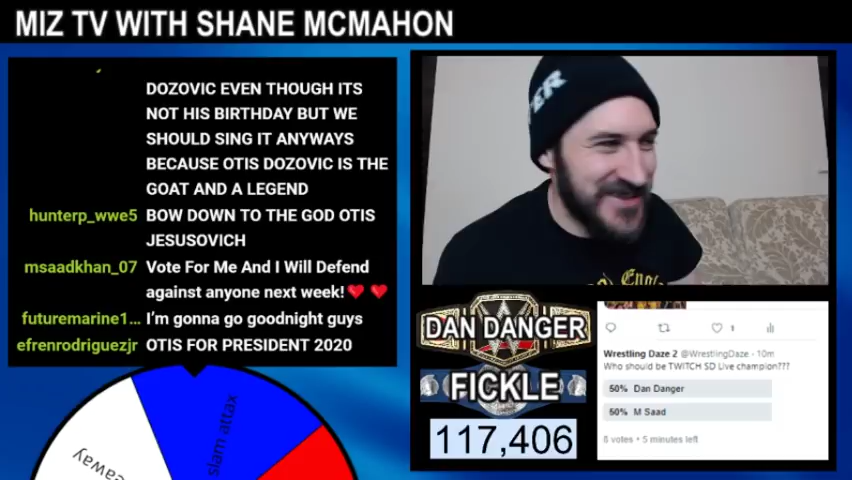 MIZ TV WITH SHANE MCMAHON
DOZOVIC EVEN THOUGH ITS
NOT HIS BIRTHDAY BUT WE
SHOULD SING IT ANYWAYS
BECAUSE OTIS DOZOVIC IS THE
GOAT AND A LEGEND
hunterp_wwe5 BOW DOWN TO THE GOD OTIS
JESUSOVICH
msaadkhan_07 Vote For Me And I Will Defend
against anyone next week!❤️ ❤️
futuremarine1... I'm gonna go goodnight guys
efrenrodriguezjr OTIS FOR PRESIDENT 2020
slam attax
eaway
DAN DANGER
FICKLE
117,406
1
Wrestling Daze 2 @WrestlingDaze · 10m
Who should be TWITCH SD Live champion???
50% Dan Danger
50% M Saad
8 votes • 5 minutes left